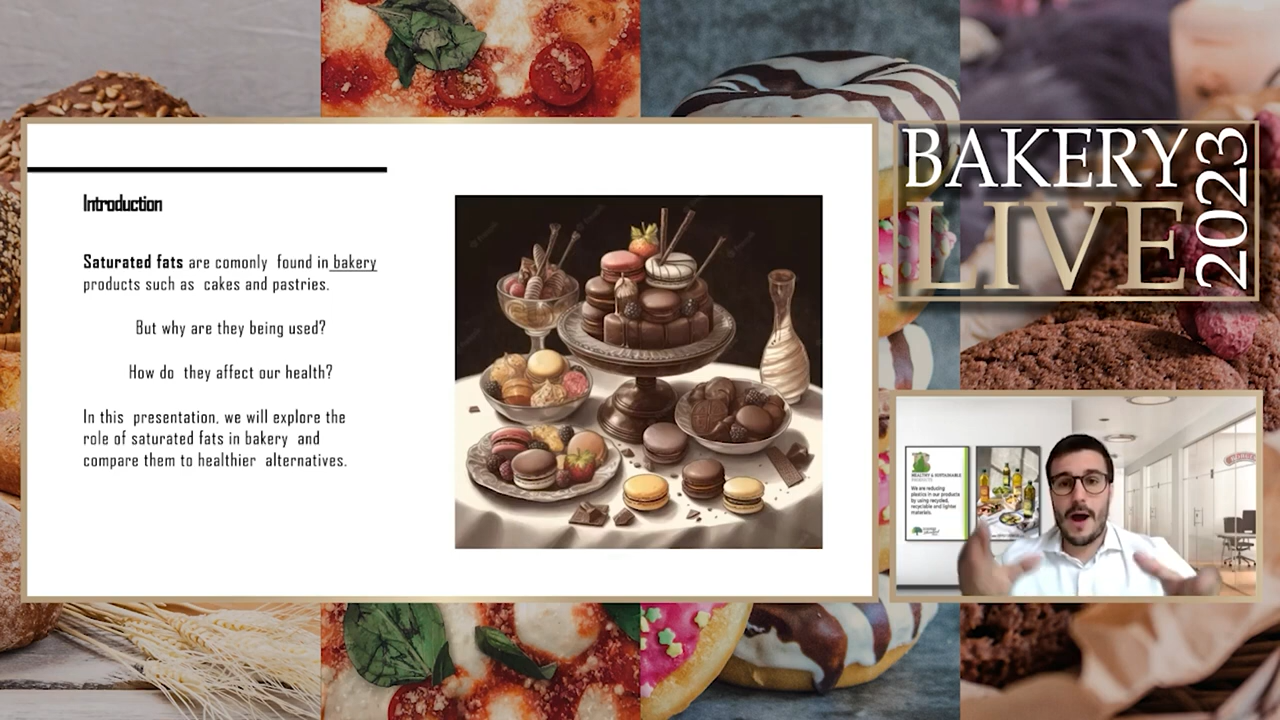 Introduction
Saturated fats are comonly found in bakery
products such as cakes and pastries.
But why are they being used?
How do they affect our health?
In this presentation, we will explore the
role of saturated fats in bakery and
compare them to healthier alternatives.
BAKERY
LIVE
2023
HEALTHY & SUSTAINABLE
PRODUCTS
We are reducing
plastics in our products
by using recycled,
recyclable and lighter
materials.